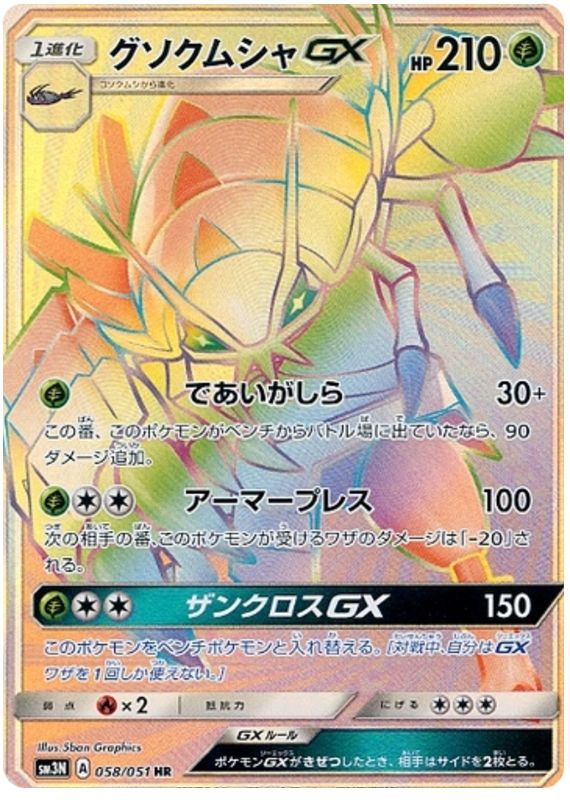 1進化 グソクムシャGX HP210
コソクムシから進化
であいがしら 30+
この番、このポケモンがベンチからバトル場に出ていたなら、90
ダメージ追加。
アーマープレス 100
次の相手の番、このポケモンが受けるワザのダメージは「-20」さ
れる。
ザンクロスGX 150
このポケモンをベンチポケモンと入れ替える。[対戦中、自分はGX
ワザを1回しか使えない。]
弱点 ×2 抵抗力 にげる
GXルール
ポケモンGXがきぜつしたとき、相手はサイドを2枚とる。
Illus. 5ban Graphics
SM3N A 058/051 HR